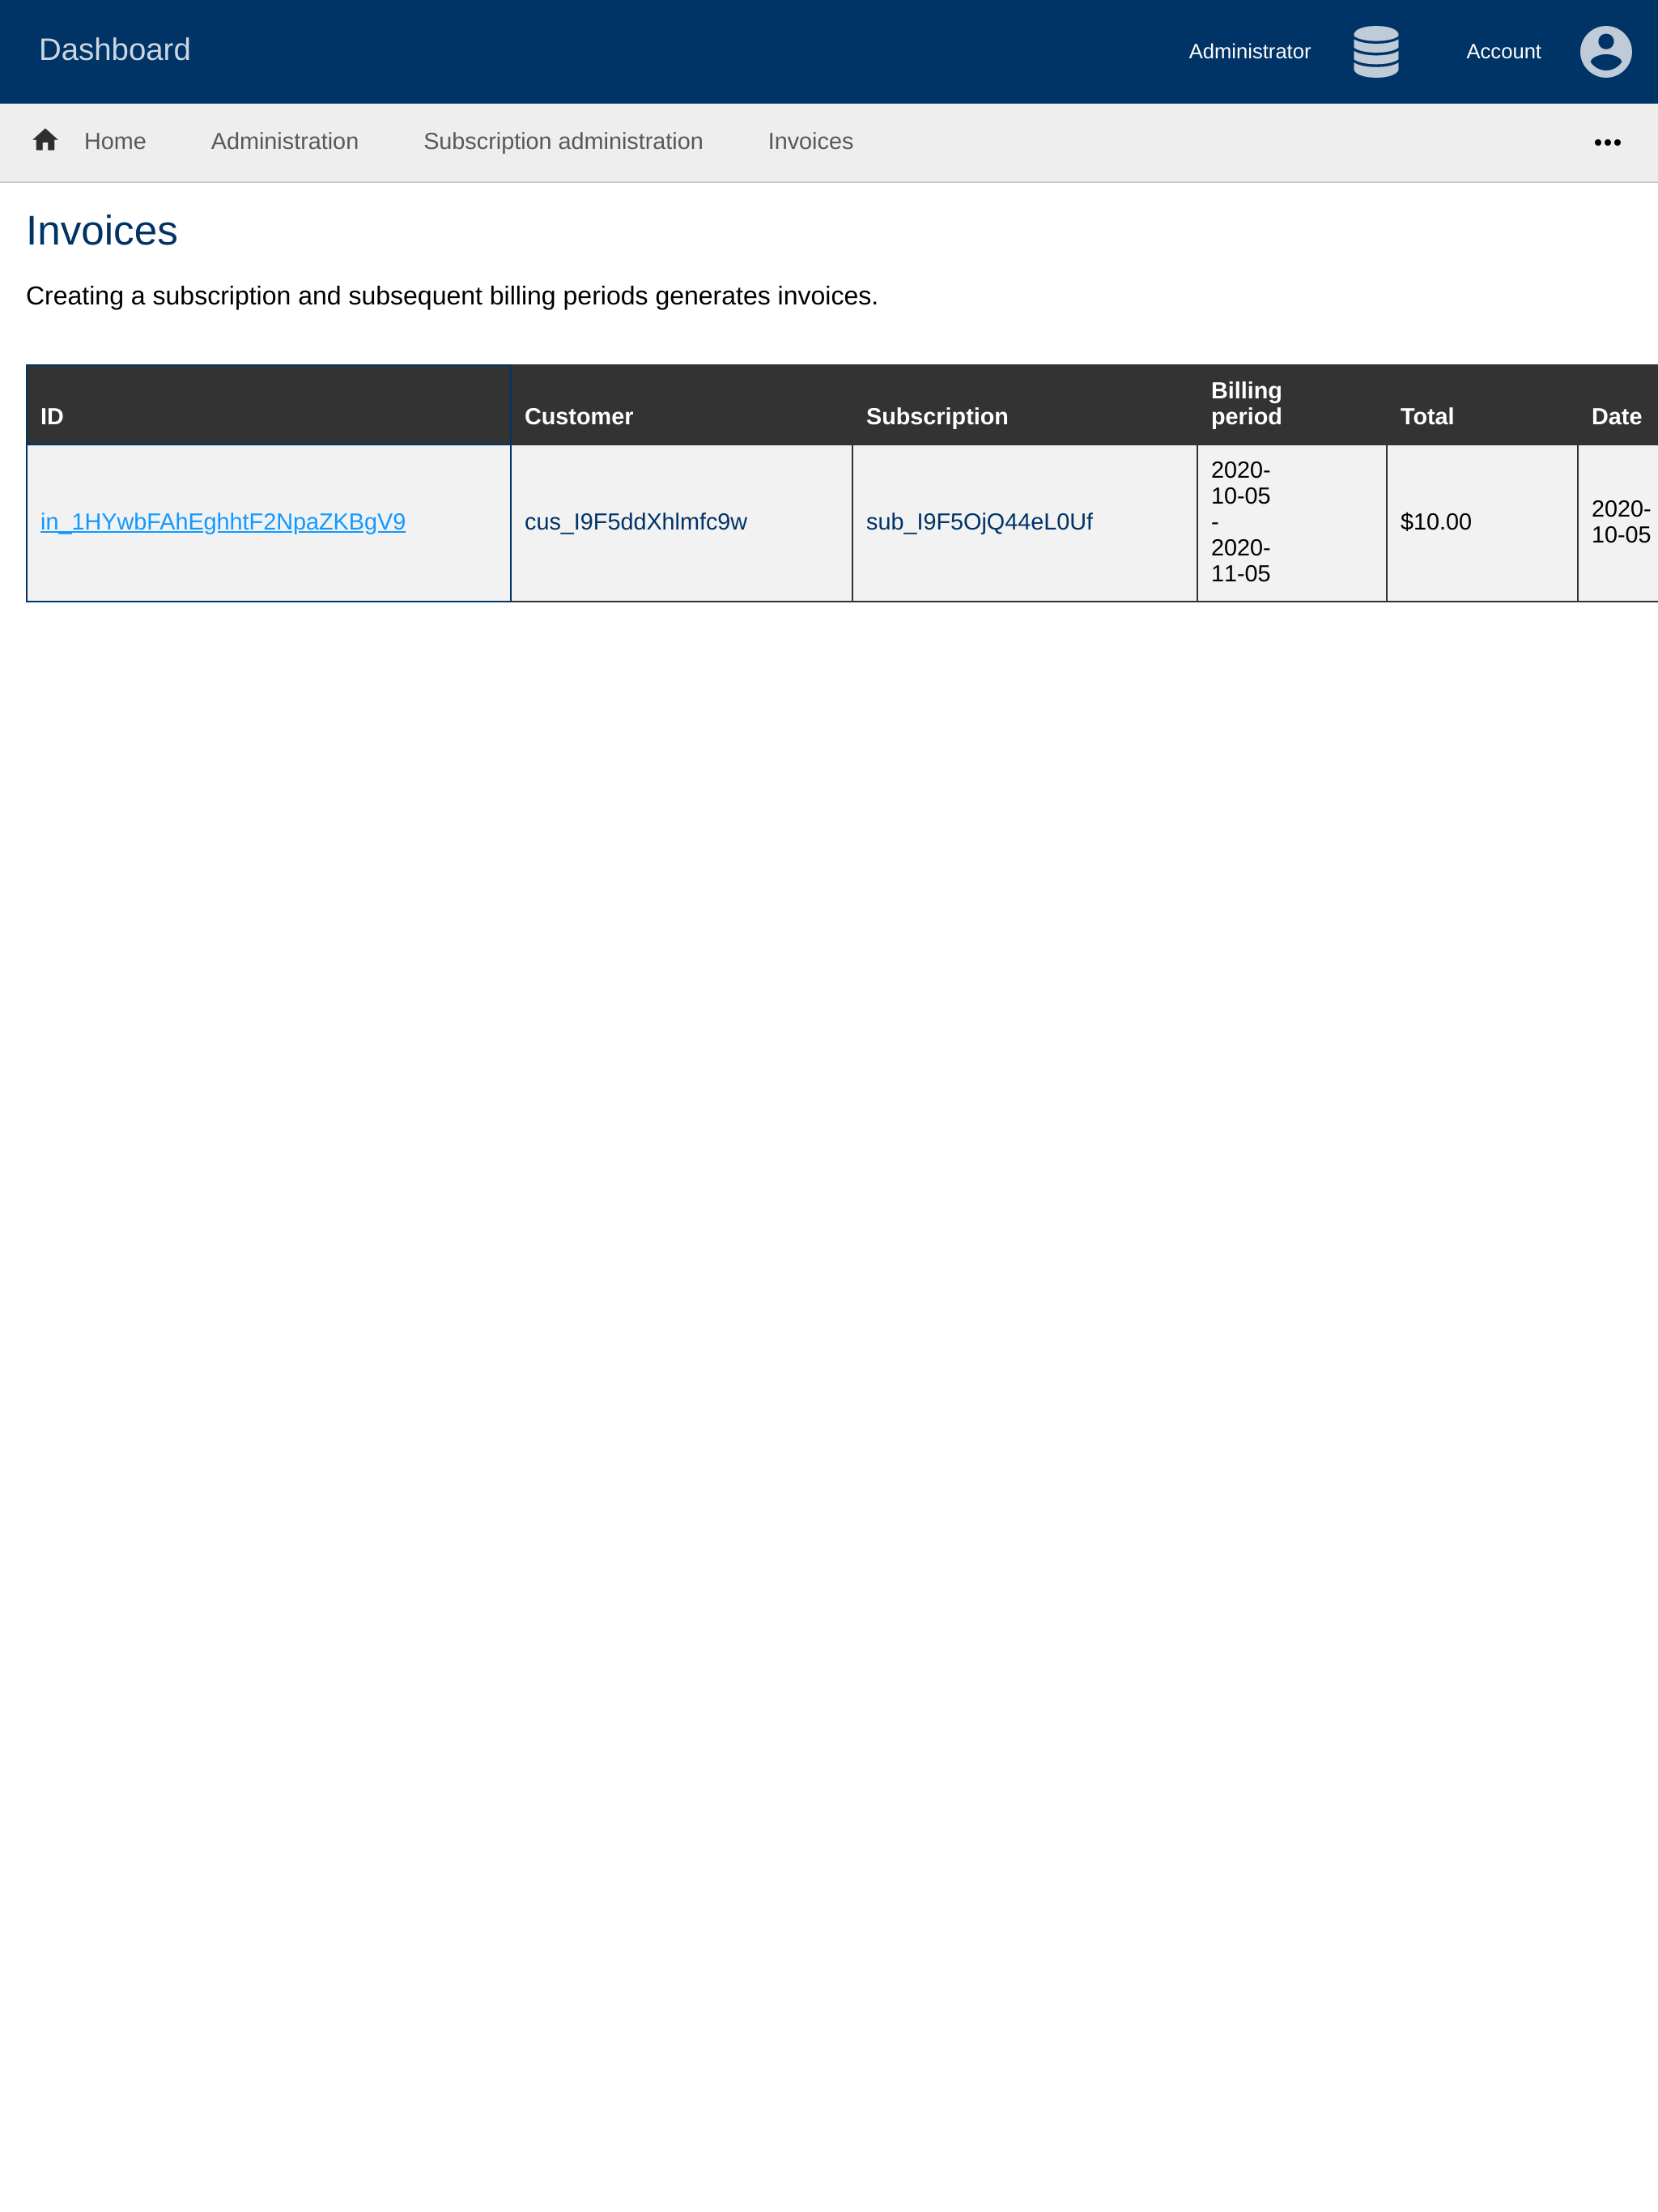 Dashboard
Administrator
Account
Home
Administration
Subscription administration
Invoices
Invoices
Creating a subscription and subsequent billing periods generates invoices.
ID
Customer
Subscription
Billing
period
Total
Date
in_1HYwbFAhEghhtF2NpaZKBgV9
cus_I9F5ddXhlmfc9w
sub_I9F5OjQ44eL0Uf
2020-
10-05
-
2020-
11-05
$10.00
2020-
10-05